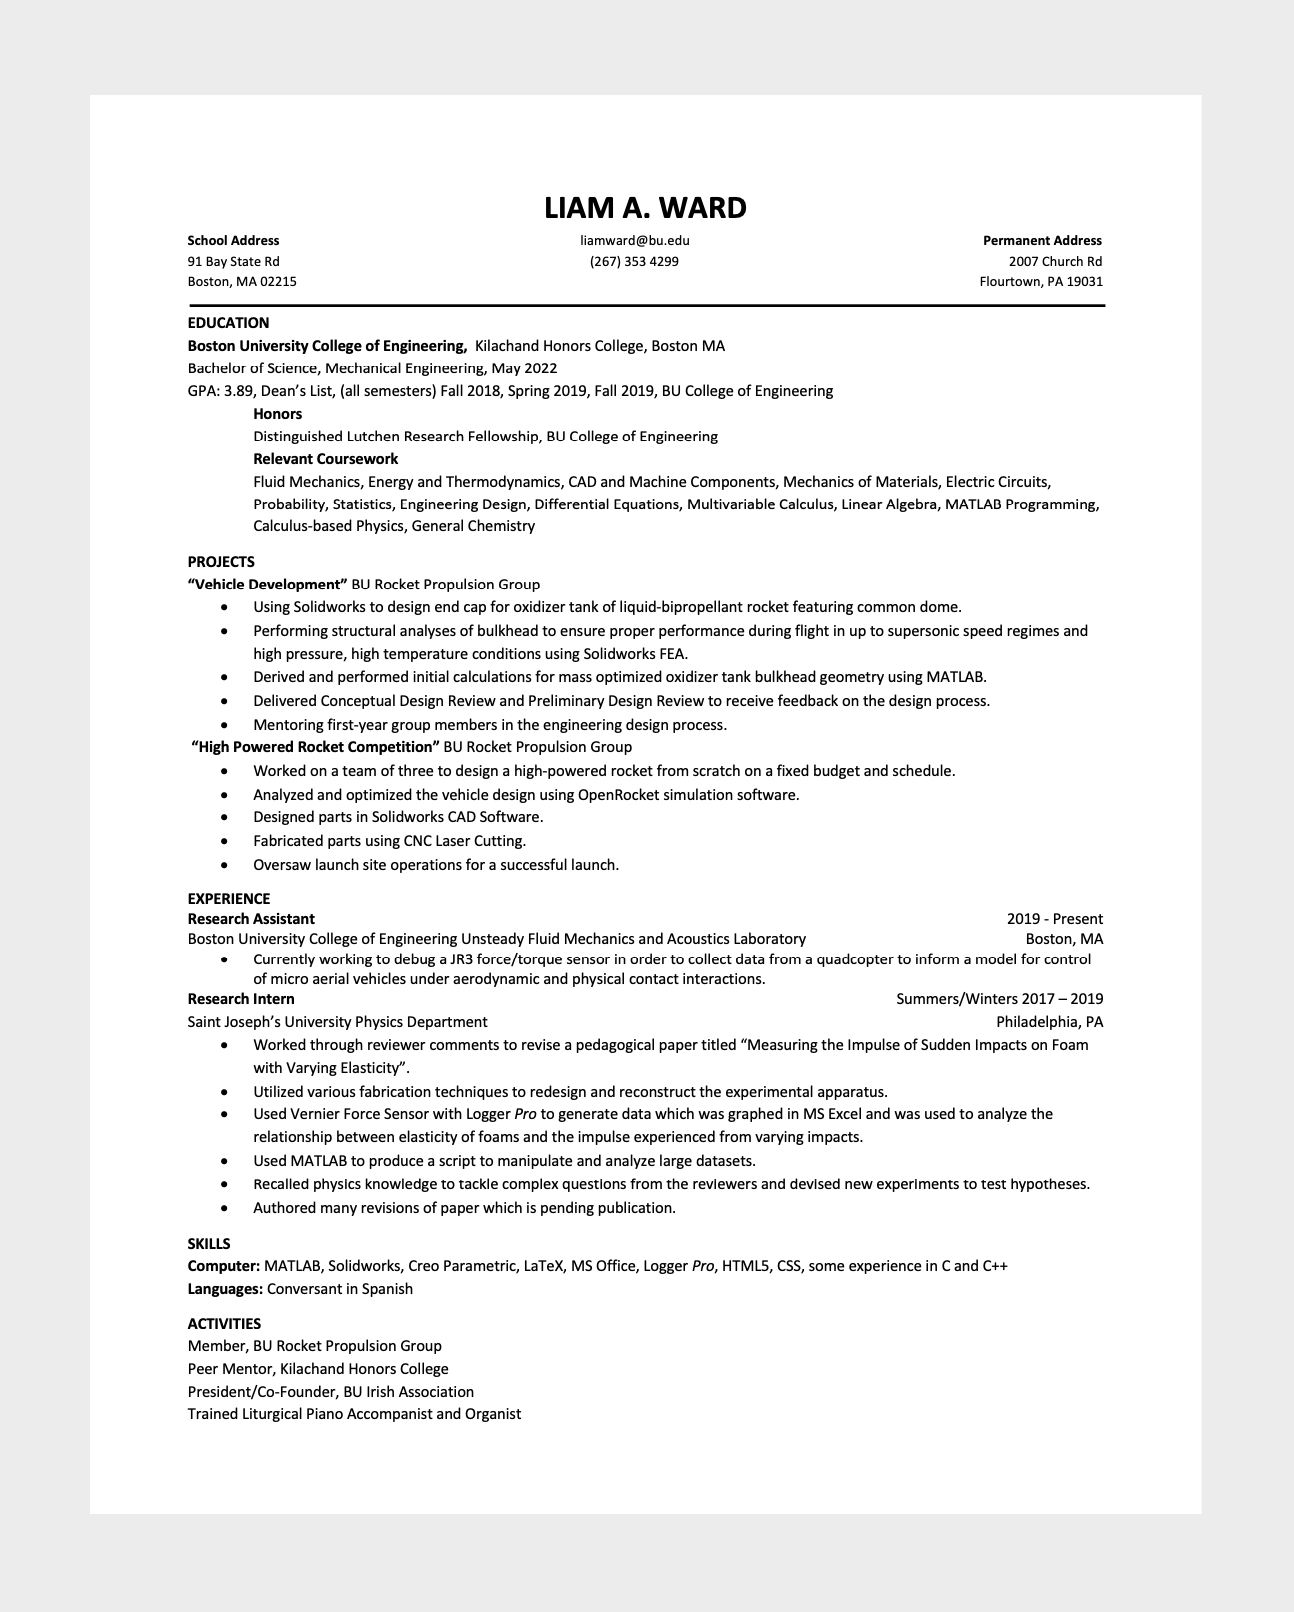 LIAM A. WARD
School Address liamward@bu.edu Permanent Address
91 Bay State Rd (267) 353 4299 2007 Church Rd
Boston, MA 02215 Flourtown, PA 19031
EDUCATION
Boston University College of Engineering, Kilachand Honors College, Boston MA
Bachelor of Science, Mechanical Engineering, May 2022
GPA: 3.89, Dean’s List, (all semesters) Fall 2018, Spring 2019, Fall 2019, BU College of Engineering
Honors
Distinguished Lutchen Research Fellowship, BU College of Engineering
Relevant Coursework
Fluid Mechanics, Energy and Thermodynamics, CAD and Machine Components, Mechanics of Materials, Electric Circuits,
Probability, Statistics, Engineering Design, Differential Equations, Multivariable Calculus, Linear Algebra, MATLAB Programming,
Calculus-based Physics, General Chemistry
PROJECTS
“Vehicle Development” BU Rocket Propulsion Group
• Using Solidworks to design end cap for oxidizer tank of liquid-bipropellant rocket featuring common dome.
• Performing structural analyses of bulkhead to ensure proper performance during flight in up to supersonic speed regimes and
high pressure, high temperature conditions using Solidworks FEA.
• Derived and performed initial calculations for mass optimized oxidizer tank bulkhead geometry using MATLAB.
• Delivered Conceptual Design Review and Preliminary Design Review to receive feedback on the design process.
• Mentoring first-year group members in the engineering design process.
“High Powered Rocket Competition” BU Rocket Propulsion Group
• Worked on a team of three to design a high-powered rocket from scratch on a fixed budget and schedule.
• Analyzed and optimized the vehicle design using OpenRocket simulation software.
• Designed parts in Solidworks CAD Software.
• Fabricated parts using CNC Laser Cutting.
• Oversaw launch site operations for a successful launch.
EXPERIENCE
Research Assistant 2019 - Present
Boston University College of Engineering Unsteady Fluid Mechanics and Acoustics Laboratory Boston, MA
• Currently working to debug a JR3 force/torque sensor in order to collect data from a quadcopter to inform a model for control
of micro aerial vehicles under aerodynamic and physical contact interactions.
Research Intern Summers/Winters 2017 – 2019
Saint Joseph’s University Physics Department Philadelphia, PA
• Worked through reviewer comments to revise a pedagogical paper titled “Measuring the Impulse of Sudden Impacts on Foam
with Varying Elasticity”.
• Utilized various fabrication techniques to redesign and reconstruct the experimental apparatus.
• Used Vernier Force Sensor with Logger Pro to generate data which was graphed in MS Excel and was used to analyze the
relationship between elasticity of foams and the impulse experienced from varying impacts.
• Used MATLAB to produce a script to manipulate and analyze large datasets.
• Recalled physics knowledge to tackle complex questions from the reviewers and devised new experiments to test hypotheses.
• Authored many revisions of paper which is pending publication.
SKILLS
Computer: MATLAB, Solidworks, Creo Parametric, LaTeX, MS Office, Logger Pro, HTML5, CSS, some experience in C and C++
Languages: Conversant in Spanish
ACTIVITIES
Member, BU Rocket Propulsion Group
Peer Mentor, Kilachand Honors College
President/Co-Founder, BU Irish Association
Trained Liturgical Piano Accompanist and Organist